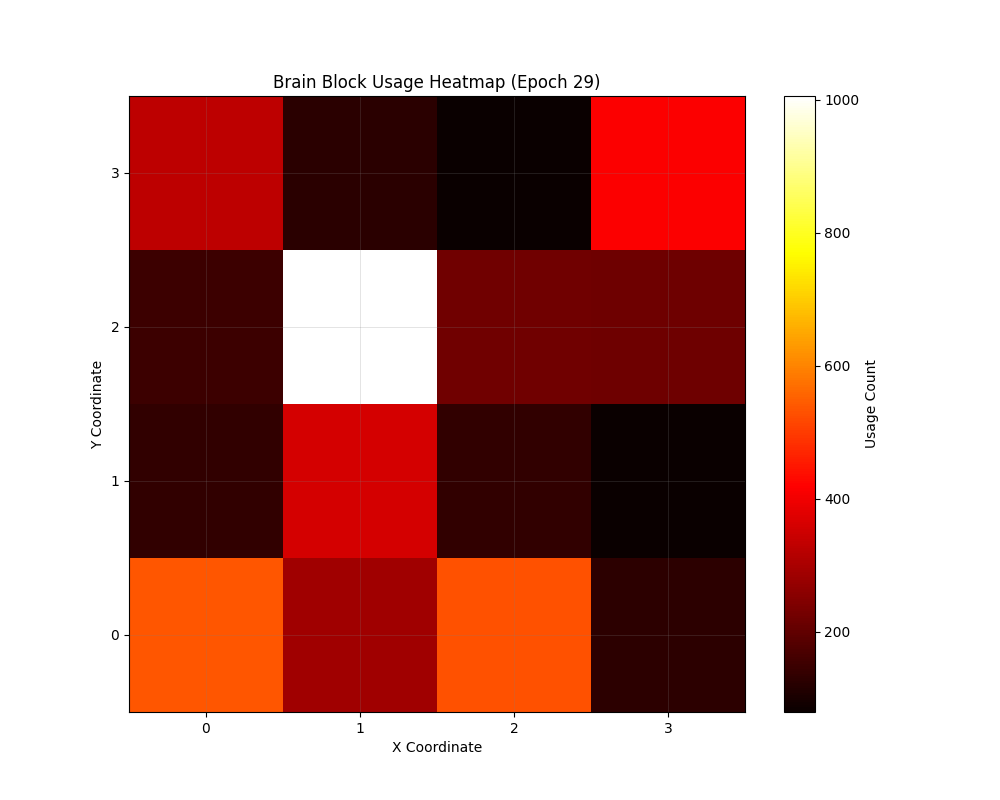 Brain Block Usage Heatmap (Epoch 29)
3
2
1
0
Y Coordinate
0 1 2 3
X Coordinate
1000
800
600
400
200
Usage Count